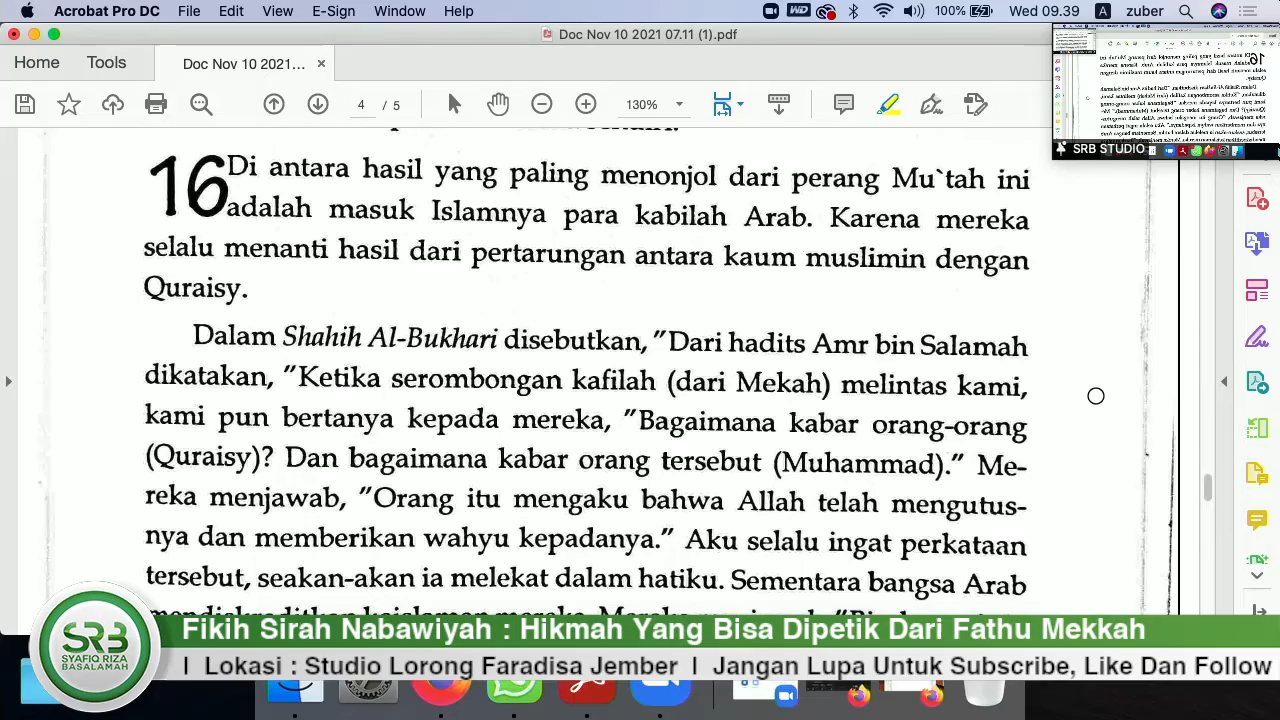 Acrobat Pro DC File Edit View E-Sign Window Help
WD 100% Wed 09.39 A zuber
Doc Nov 10 2021 07.11 (1).pdf
Home Tools Doc Nov 10 2021... ×
4 / 5 130%
SRB STUDIO
16 Di antara hasil yang paling menonjol dari perang Mu`tah ini
adalah masuk Islamnya para kabilah Arab. Karena mereka
selalu menanti hasil dari pertarungan antara kaum muslimin dengan
Quraisy.
Dalam Shahih Al-Bukhari disebutkan, "Dari hadits Amr bin Salamah
dikatakan, "Ketika serombongan kafilah (dari Mekah) melintas kami,
kami pun bertanya kepada mereka, "Bagaimana kabar orang-orang
(Quraisy)? Dan bagaimana kabar orang tersebut (Muhammad)." Me-
reka menjawab, "Orang itu mengaku bahwa Allah telah mengutus-
nya dan memberikan wahyu kepadanya." Aku selalu ingat perkataan
tersebut, seakan-akan ia melekat dalam hatiku. Sementara bangsa Arab
SRB
SYAFIQ RIZA
BASALAMAH
Fikih Sirah Nabawiyah : Hikmah Yang Bisa Dipetik Dari Fathu Mekkah
| Lokasi : Studio Lorong Faradisa Jember | Jangan Lupa Untuk Subscribe, Like Dan Follow